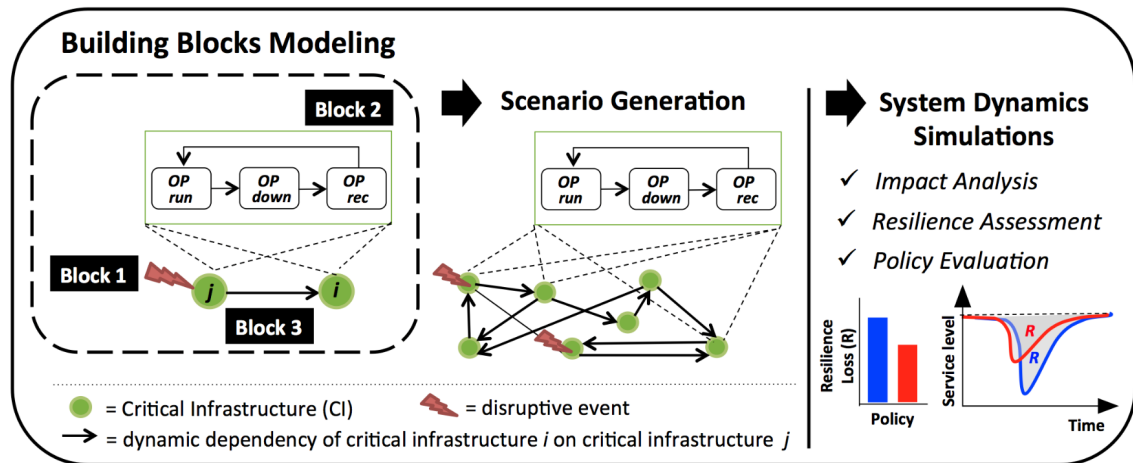 Building Blocks Modeling
Block 2
OP run
OP down
OP rec
Block 1
j
i
Block 3
Scenario Generation
OP run
OP down
OP rec
System Dynamics
Simulations
✓ Impact Analysis
✓ Resilience Assessment
✓ Policy Evaluation
Resilience
Loss (R)
Policy
Service level
R
R
Time
= Critical Infrastructure (CI)
= disruptive event
= dynamic dependency of critical infrastructure i on critical infrastructure j